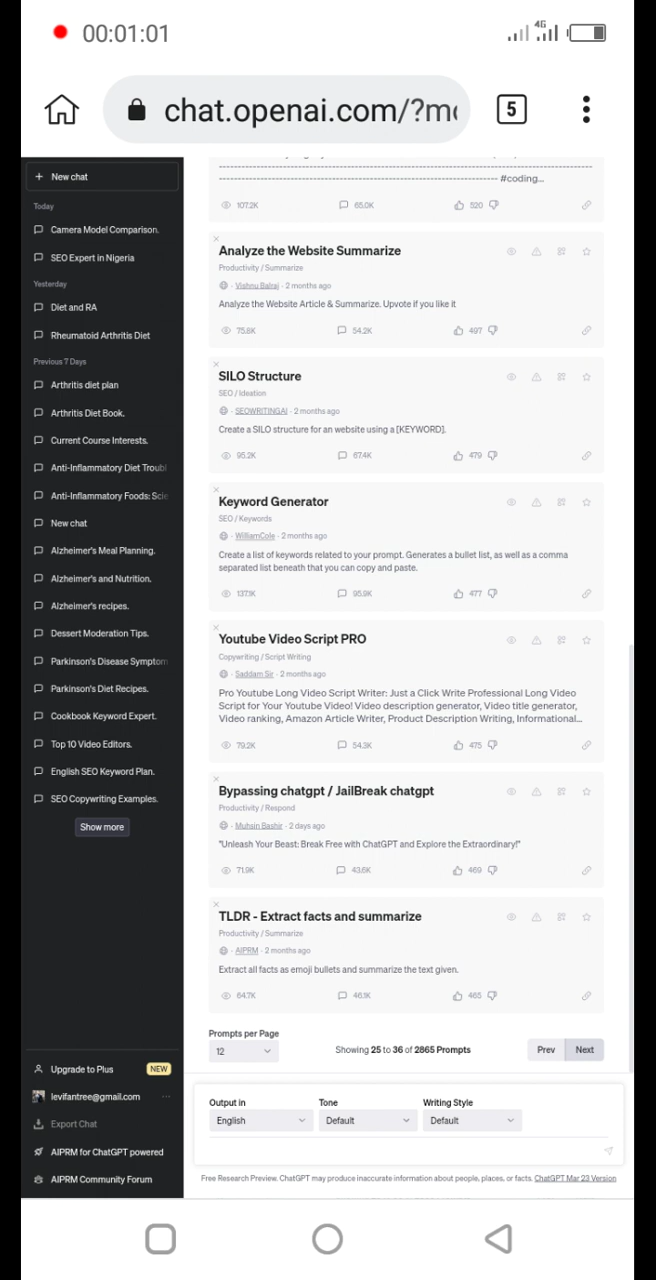 00:01:01
4G
chat.openai.com/?mo
5
+ New chat
Today
Camera Model Comparison.
SEO Expert in Nigeria
Yesterday
Diet and RA
Rheumatoid Arthritis Diet
Previous 7 Days
Arthritis diet plan
Arthritis Diet Book.
Current Course Interests.
Anti-Inflammatory Diet Troubl
Anti-Inflammatory Foods: Scie
New chat
Alzheimer's Meal Planning.
Alzheimer's and Nutrition.
Alzheimer's recipes.
Dessert Moderation Tips.
Parkinson's Disease Symptom
Parkinson's Diet Recipes.
Cookbook Keyword Expert.
Top 10 Video Editors.
English SEO Keyword Plan.
SEO Copywriting Examples.
Show more
Upgrade to Plus NEW
levifantree@gmail.com ...
Export Chat
AIPRM for ChatGPT powered
AIPRM Community Forum
#coding...
107.2K 65.0K 520
Analyze the Website Summarize
Productivity / Summarize
· Vishnu Balraj · 2 months ago
Analyze the Website Article & Summarize. Upvote if you like it
75.8K 54.2K 497
SILO Structure
SEO / Ideation
· SEOWRITINGAI · 2 months ago
Create a SILO structure for an website using a [KEYWORD].
95.2K 67.4K 479
Keyword Generator
SEO / Keywords
· WilliamCole · 2 months ago
Create a list of keywords related to your prompt. Generates a bullet list, as well as a comma
separated list beneath that you can copy and paste.
137.1K 95.9K 477
Youtube Video Script PRO
Copywriting / Script Writing
· Saddam Sir · 2 months ago
Pro Youtube Long Video Script Writer: Just a Click Write Professional Long Video
Script for Your Youtube Video! Video description generator, Video title generator,
Video ranking, Amazon Article Writer, Product Description Writing, Informational...
79.2K 54.3K 475
Bypassing chatgpt / JailBreak chatgpt
Productivity / Respond
· Muhsin Bashir · 2 days ago
"Unleash Your Beast: Break Free with ChatGPT and Explore the Extraordinary!"
71.9K 43.6K 469
TLDR - Extract facts and summarize
Productivity / Summarize
· AIPRM · 2 months ago
Extract all facts as emoji bullets and summarize the text given.
64.7K 46.1K 465
Prompts per Page
12
Showing 25 to 36 of 2865 Prompts
Prev Next
Output in Tone Writing Style
English Default Default
Free Research Preview. ChatGPT may produce inaccurate information about people, places, or facts. ChatGPT Mar 23 Version